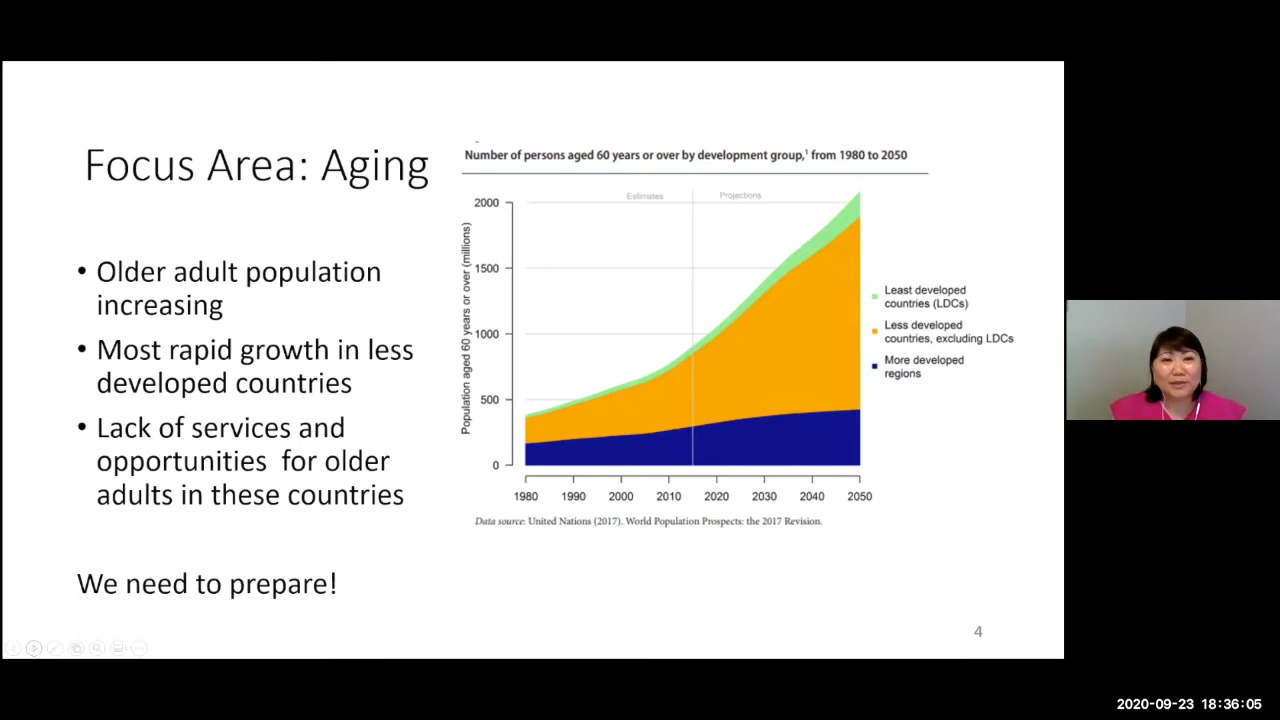 Focus Area: Aging
• Older adult population
increasing
• Most rapid growth in less
developed countries
• Lack of services and
opportunities for older
adults in these countries
We need to prepare!
Number of persons aged 60 years or over by development group,¹ from 1980 to 2050
Estimates
Projections
Population aged 60 years or over (millions)
2000
1500
1000
500
0
1980 1990 2000 2010 2020 2030 2040 2050
Least developed
countries (LDCs)
Less developed
countries, excluding LDCs
More developed
regions
Data source: United Nations (2017). World Population Prospects: the 2017 Revision.
4
2020-09-23 18:36:05